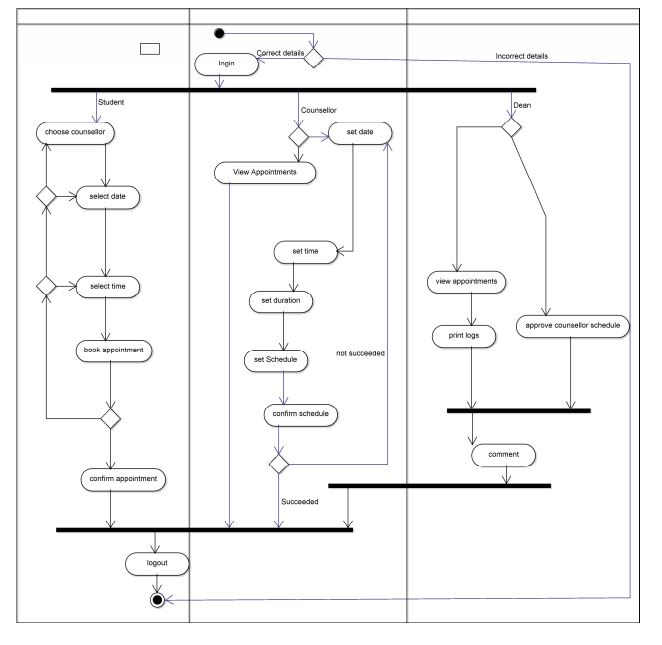 Correct details
Incorrect details
login
Student
Counsellor
Dean
choose counsellor
set date
View Appointments
select date
set time
select time
view appointments
set duration
approve counsellor schedule
print logs
book appointment
not succeeded
set Schedule
confirm schedule
comment
confirm appointment
Succeeded
logout